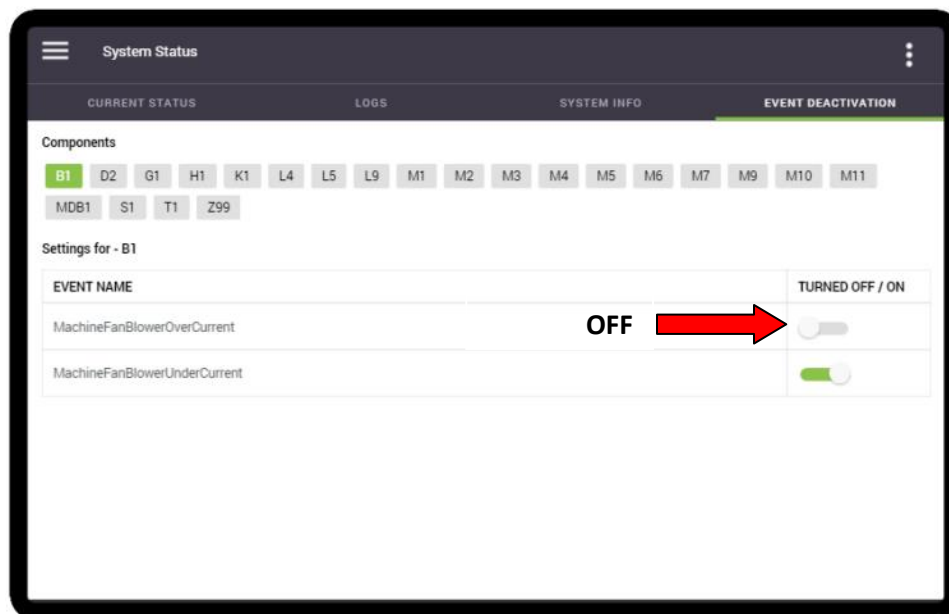 System Status
CURRENT STATUS LOGS SYSTEM INFO EVENT DEACTIVATION
Components
B1 D2 G1 H1 K1 L4 L5 L9 M1 M2 M3 M4 M5 M6 M7 M9 M10 M11
MDB1 S1 T1 Z99
Settings for - B1
EVENT NAME TURNED OFF / ON
MachineFanBlowerOverCurrent OFF
MachineFanBlowerUnderCurrent